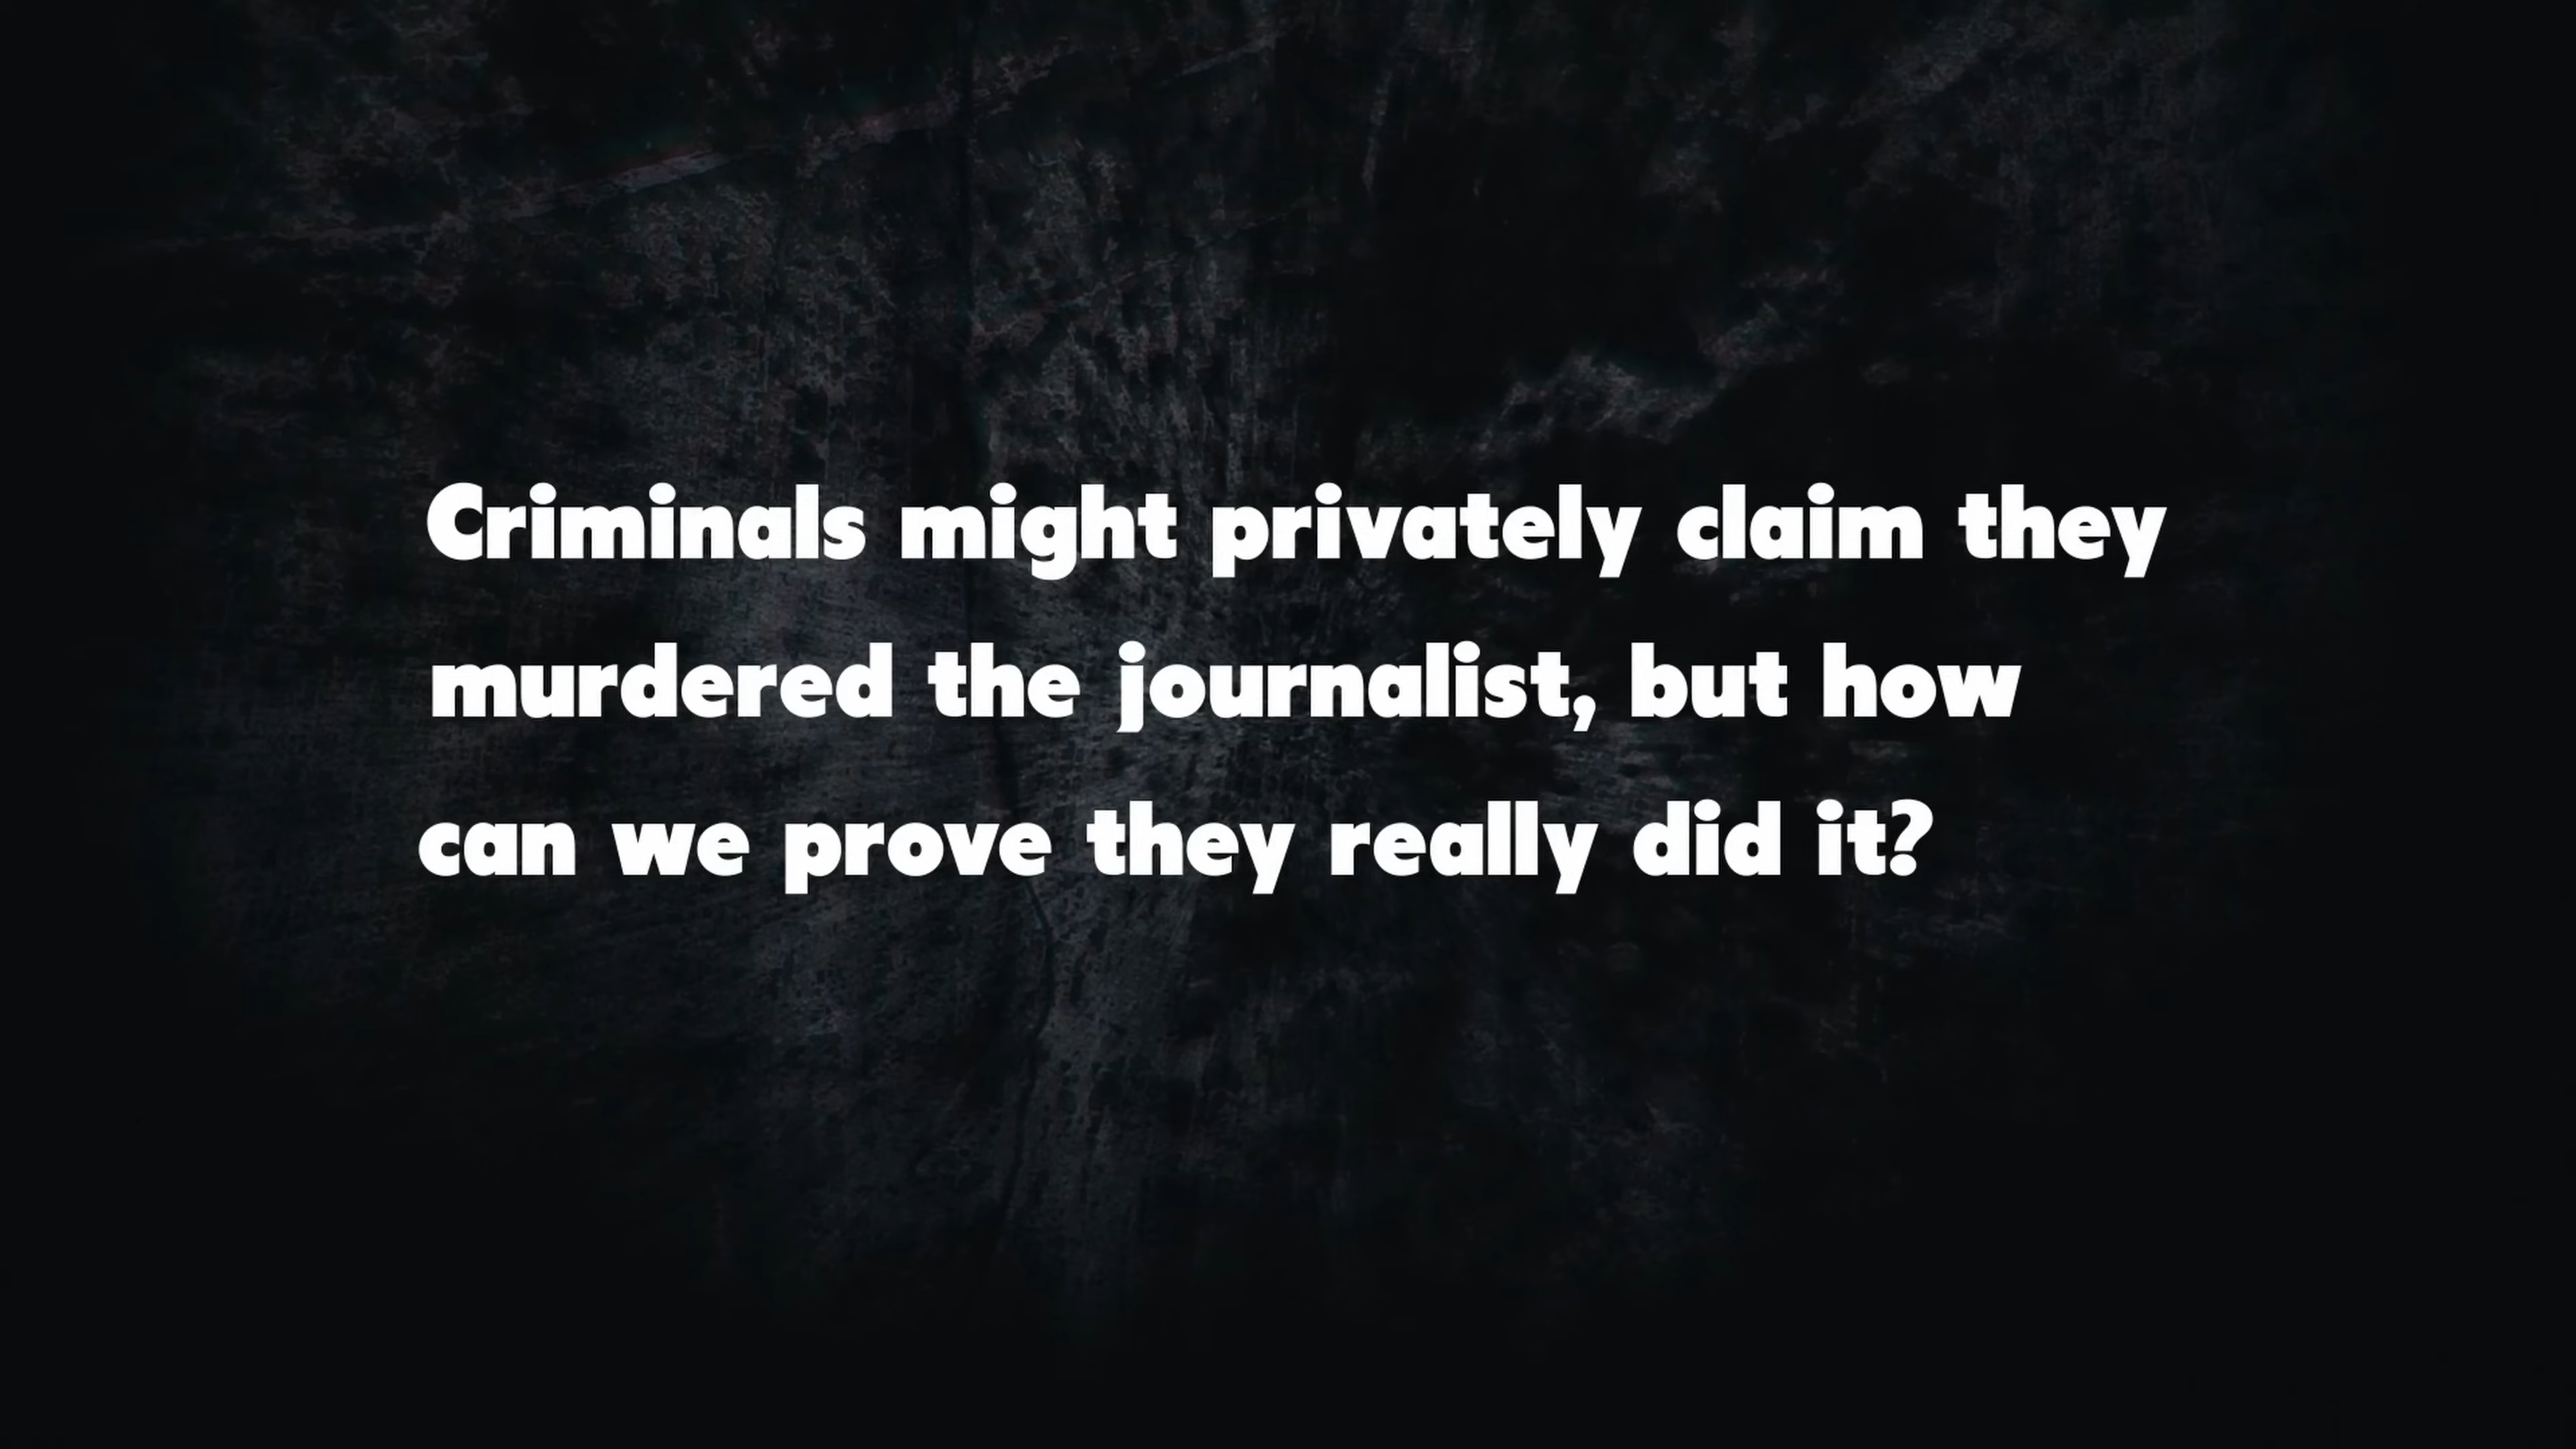 Criminals might privately claim they
murdered the journalist, but how
can we prove they really did it?